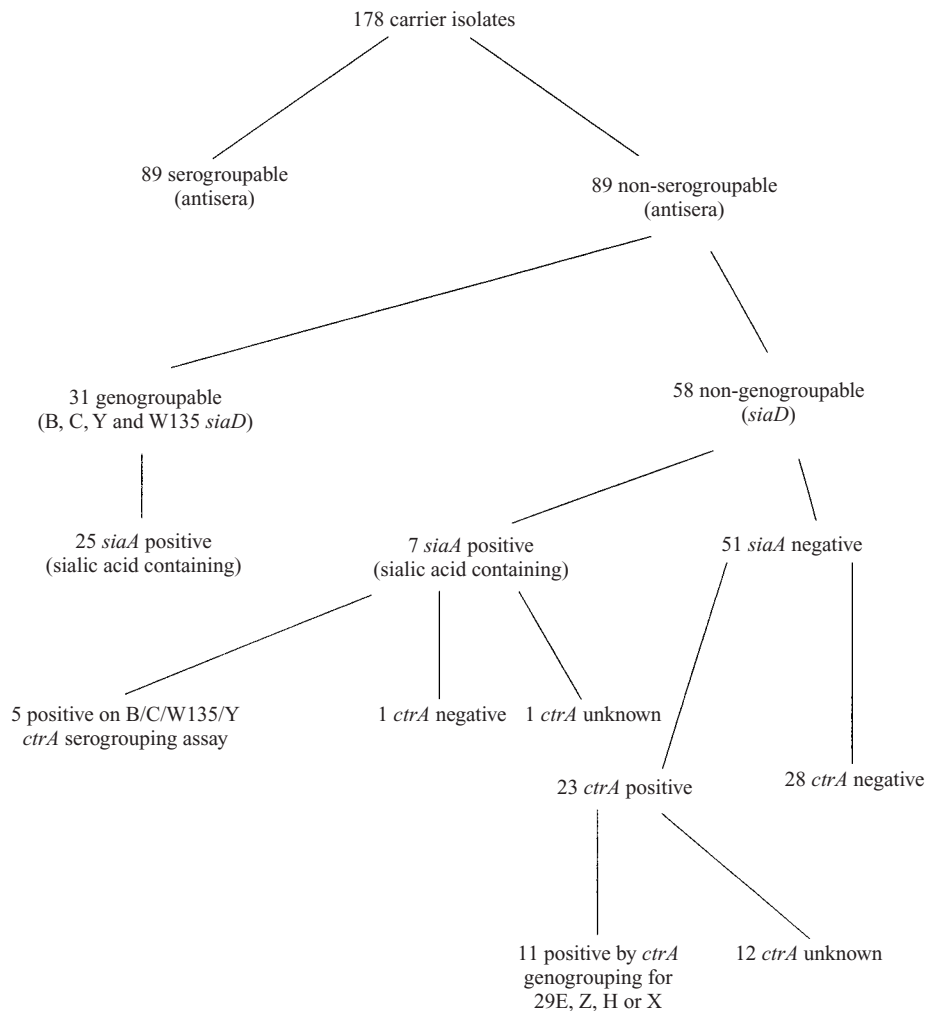 178 carrier isolates
89 serogroupable
(antisera)
89 non-serogroupable
(antisera)
31 genogroupable
(B, C, Y and W135 siaD)
58 non-genogroupable
(siaD)
25 siaA positive
(sialic acid containing)
7 siaA positive
(sialic acid containing)
51 siaA negative
5 positive on B/C/W135/Y
ctrA serogrouping assay
1 ctrA negative
1 ctrA unknown
23 ctrA positive
28 ctrA negative
11 positive by ctrA
genogrouping for
29E, Z, H or X
12 ctrA unknown